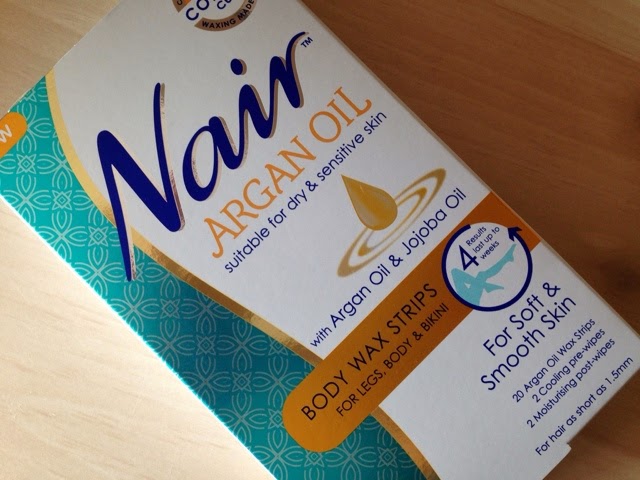 WAXING MADE
Nair™
ARGAN OIL
suitable for dry & sensitive skin
with Argan Oil & Jojoba Oil
BODY WAX STRIPS
FOR LEGS, BODY & BIKINI
4
Results
last up to
weeks
For Soft &
Smooth Skin
20 Argan Oil Wax Strips
2 Cooling pre-wipes
2 Moisturising post-wipes
For hair as short as 1.5mm